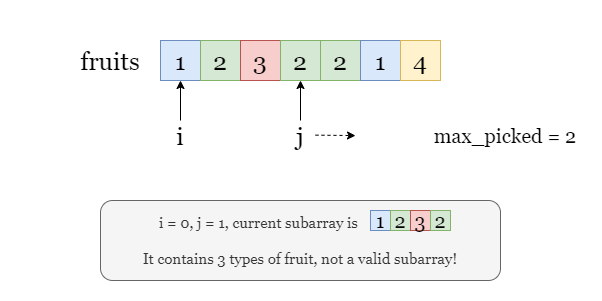 fruits 1 2 3 2 2 1 4
i j max_picked = 2
i = 0, j = 1, current subarray is 1 2 3 2
It contains 3 types of fruit, not a valid subarray!